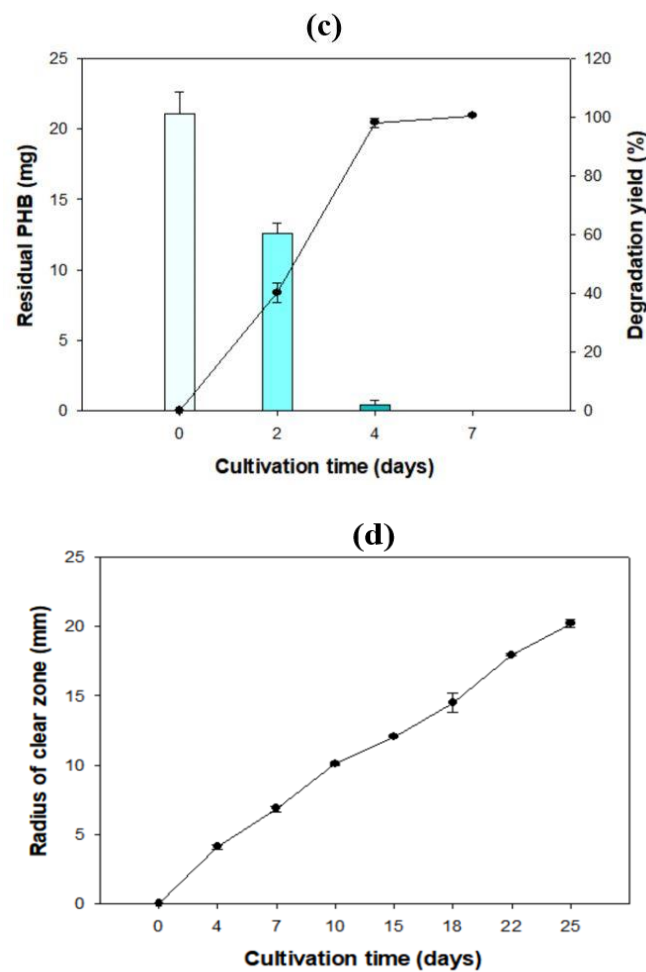 (c)
Residual PHB (mg)
25
20
15
10
5
0
Degradation yield (%)
120
100
80
60
40
20
0
0 2 4 7
Cultivation time (days)
(d)
Radius of clear zone (mm)
25
20
15
10
5
0
0 4 7 10 15 18 22 25
Cultivation time (days)